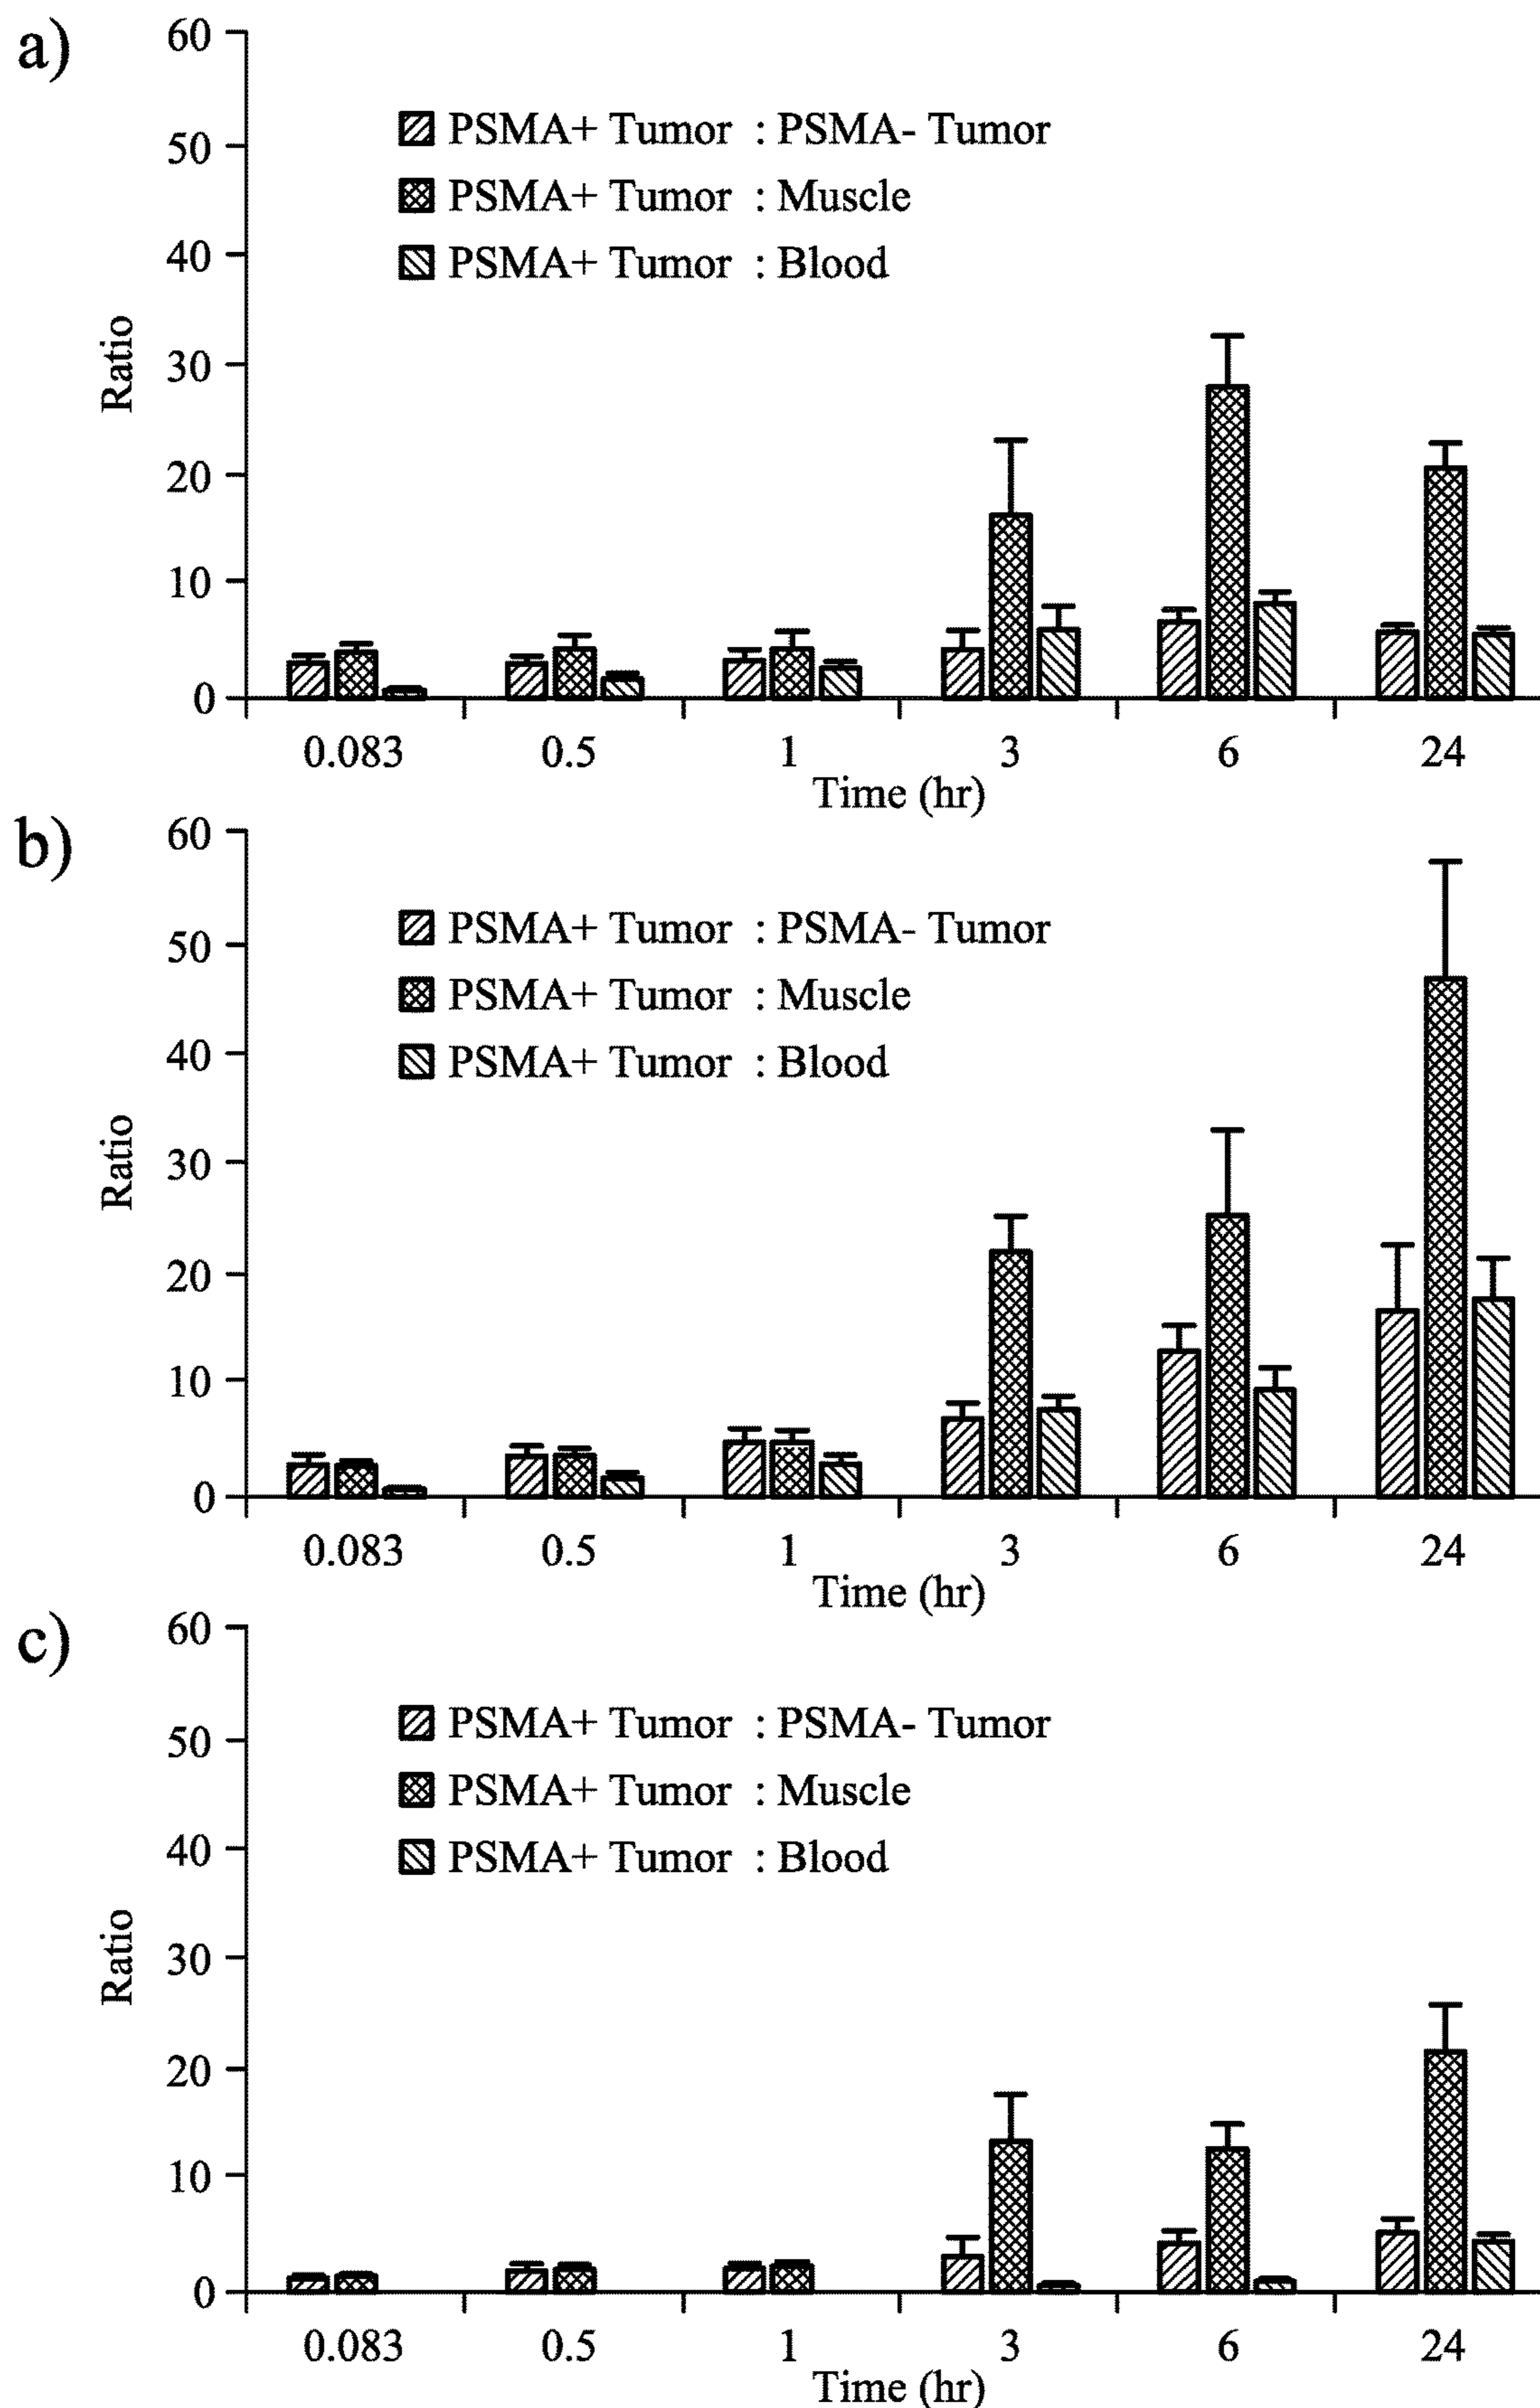 a)
60
50
40
30
20
10
0
Ratio
PSMA+ Tumor : PSMA- Tumor
PSMA+ Tumor : Muscle
PSMA+ Tumor : Blood
0.083 0.5 1 3 6 24
Time (hr)
b)
60
50
40
30
20
10
0
Ratio
PSMA+ Tumor : PSMA- Tumor
PSMA+ Tumor : Muscle
PSMA+ Tumor : Blood
0.083 0.5 1 3 6 24
Time (hr)
c)
60
50
40
30
20
10
0
Ratio
PSMA+ Tumor : PSMA- Tumor
PSMA+ Tumor : Muscle
PSMA+ Tumor : Blood
0.083 0.5 1 3 6 24
Time (hr)